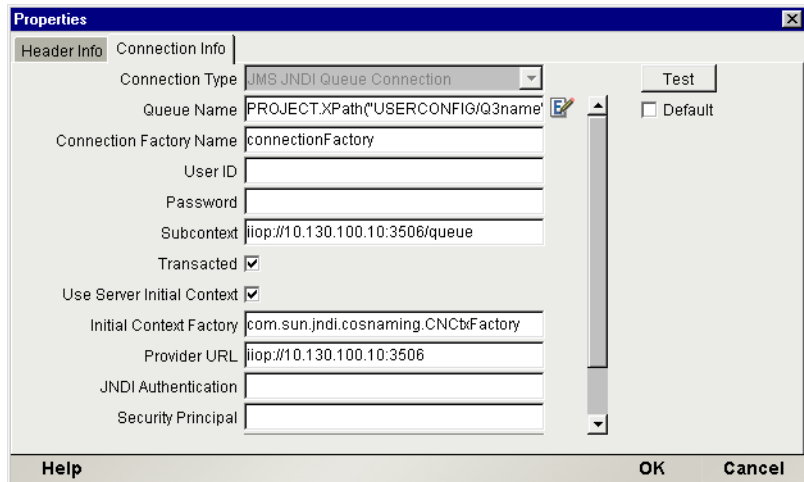 Properties
Header Info Connection Info
Connection Type JMS JNDI Queue Connection Test
Queue Name PROJECT.XPath("USERCONFIG/Q3name" Default
Connection Factory Name connectionFactory
User ID
Password
Subcontext iiop://10.130.100.10:3506/queue
Transacted
Use Server Initial Context
Initial Context Factory com.sun.jndi.cosnaming.CNCtxFactory
Provider URL iiop://10.130.100.10:3506
JNDI Authentication
Security Principal
Help OK Cancel